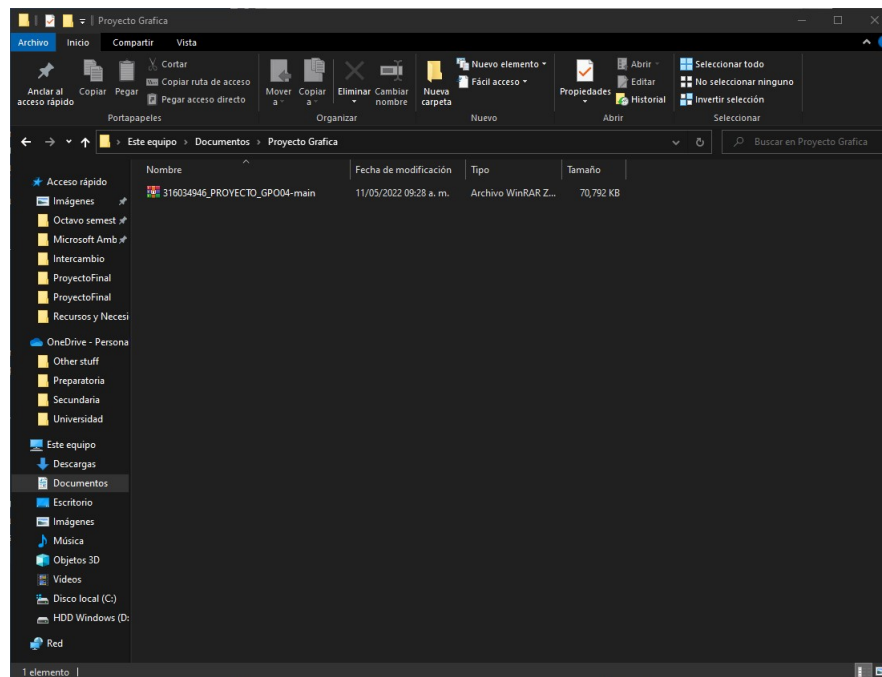 Proyecto Grafica
Archivo Inicio Compartir Vista
Anclar al acceso rápido
Copiar
Pegar
Cortar
Copiar ruta de acceso
Pegar acceso directo
Portapapeles
Mover a
Copiar a
Eliminar
Cambiar nombre
Organizar
Nueva carpeta
Nuevo elemento
Fácil acceso
Nuevo
Propiedades
Abrir
Editar
Historial
Abrir
Seleccionar todo
No seleccionar ninguno
Invertir selección
Seleccionar
Este equipo > Documentos > Proyecto Grafica
Buscar en Proyecto Grafica
Nombre Fecha de modificación Tipo Tamaño
316034946_PROYECTO_GPO04-main 11/05/2022 09:28 a. m. Archivo WinRAR Z... 70,792 KB
Acceso rápido
Imágenes
Octavo semest
Microsoft Amb
Intercambio
ProyectoFinal
ProyectoFinal
Recursos y Necesi
OneDrive - Persona
Other stuff
Preparatoria
Secundaria
Universidad
Este equipo
Descargas
Documentos
Escritorio
Imágenes
Música
Objetos 3D
Videos
Disco local (C:)
HDD Windows (D:
Red
1 elemento